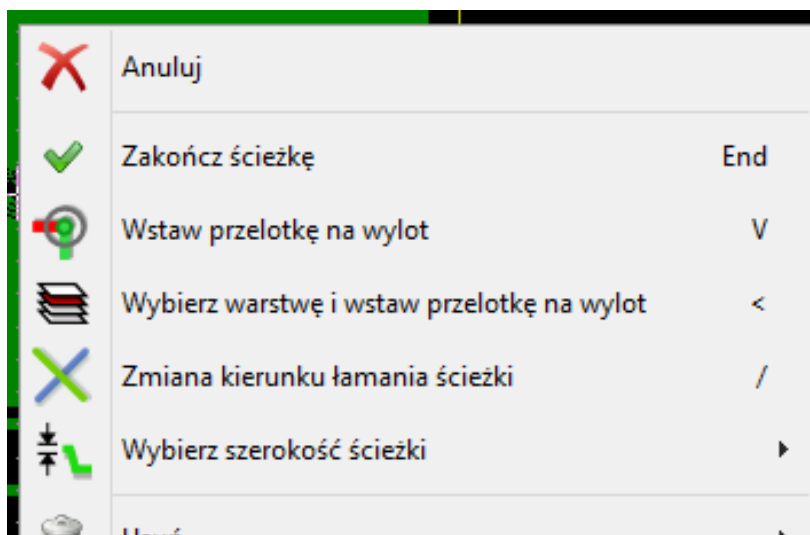 Anuluj
Zakończ ścieżkę End
Wstaw przelotkę na wylot V
Wybierz warstwę i wstaw przelotkę na wylot <
Zmiana kierunku łamania ścieżki /
Wybierz szerokość ścieżki